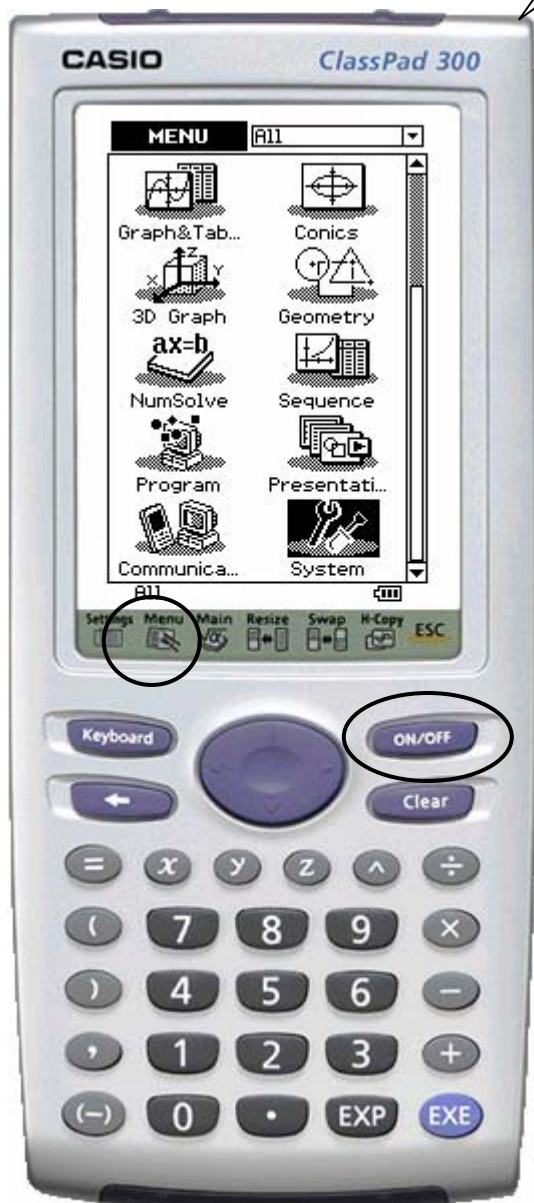 CASIO ClassPad 300
MENU All
Graph&Tab... Conics
3D Graph Geometry
ax=b
NumSolve Sequence
Program Presentati...
Communica... System
All
Settings Menu Main Resize Swap H-Copy ESC
Keyboard ON/OFF
Clear
= x y z ^ ÷
( 7 8 9 ×
) 4 5 6 −
, 1 2 3 +
(−) 0 · EXP EXE